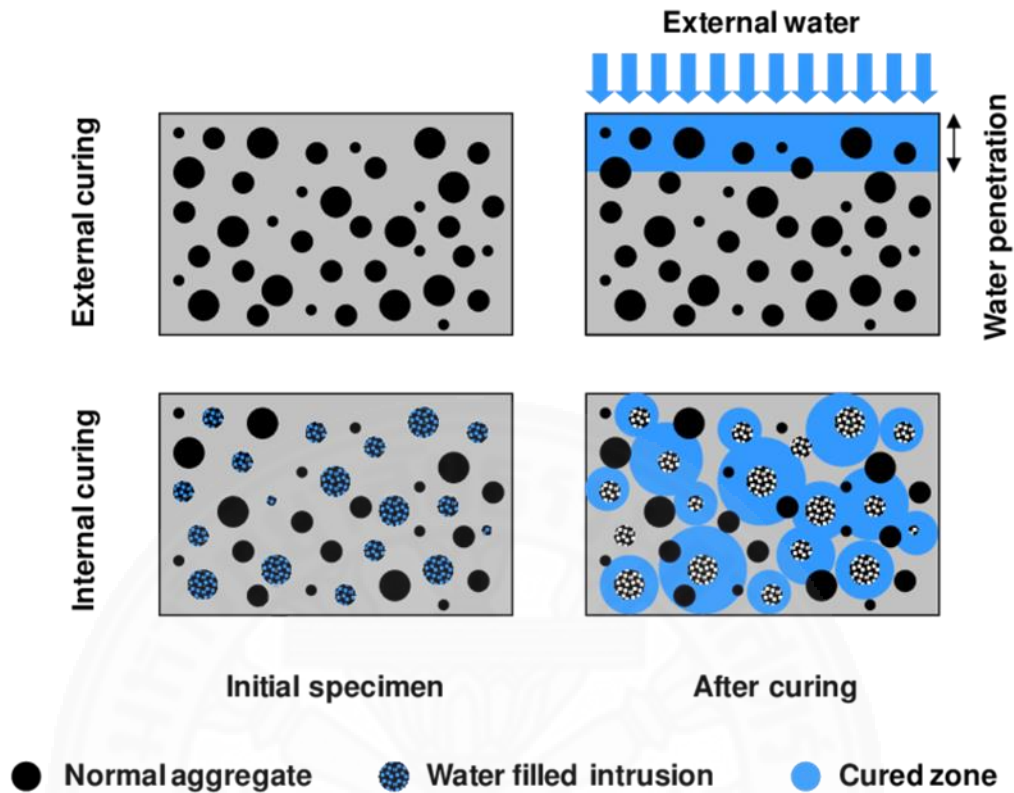 External water
External curing
Water penetration
Internal curing
Initial specimen
After curing
Normal aggregate
Water filled intrusion
Cured zone